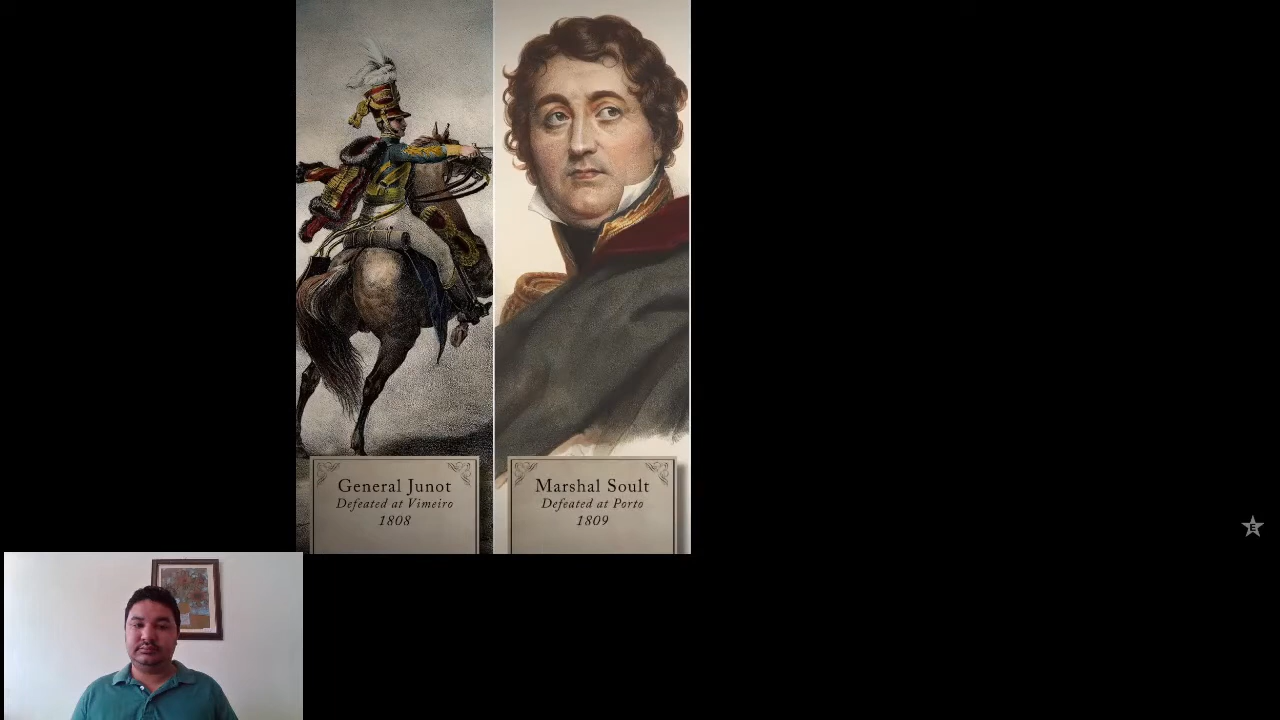 General Junot
Defeated at Vimeiro
1808
Marshal Soult
Defeated at Porto
1809
E